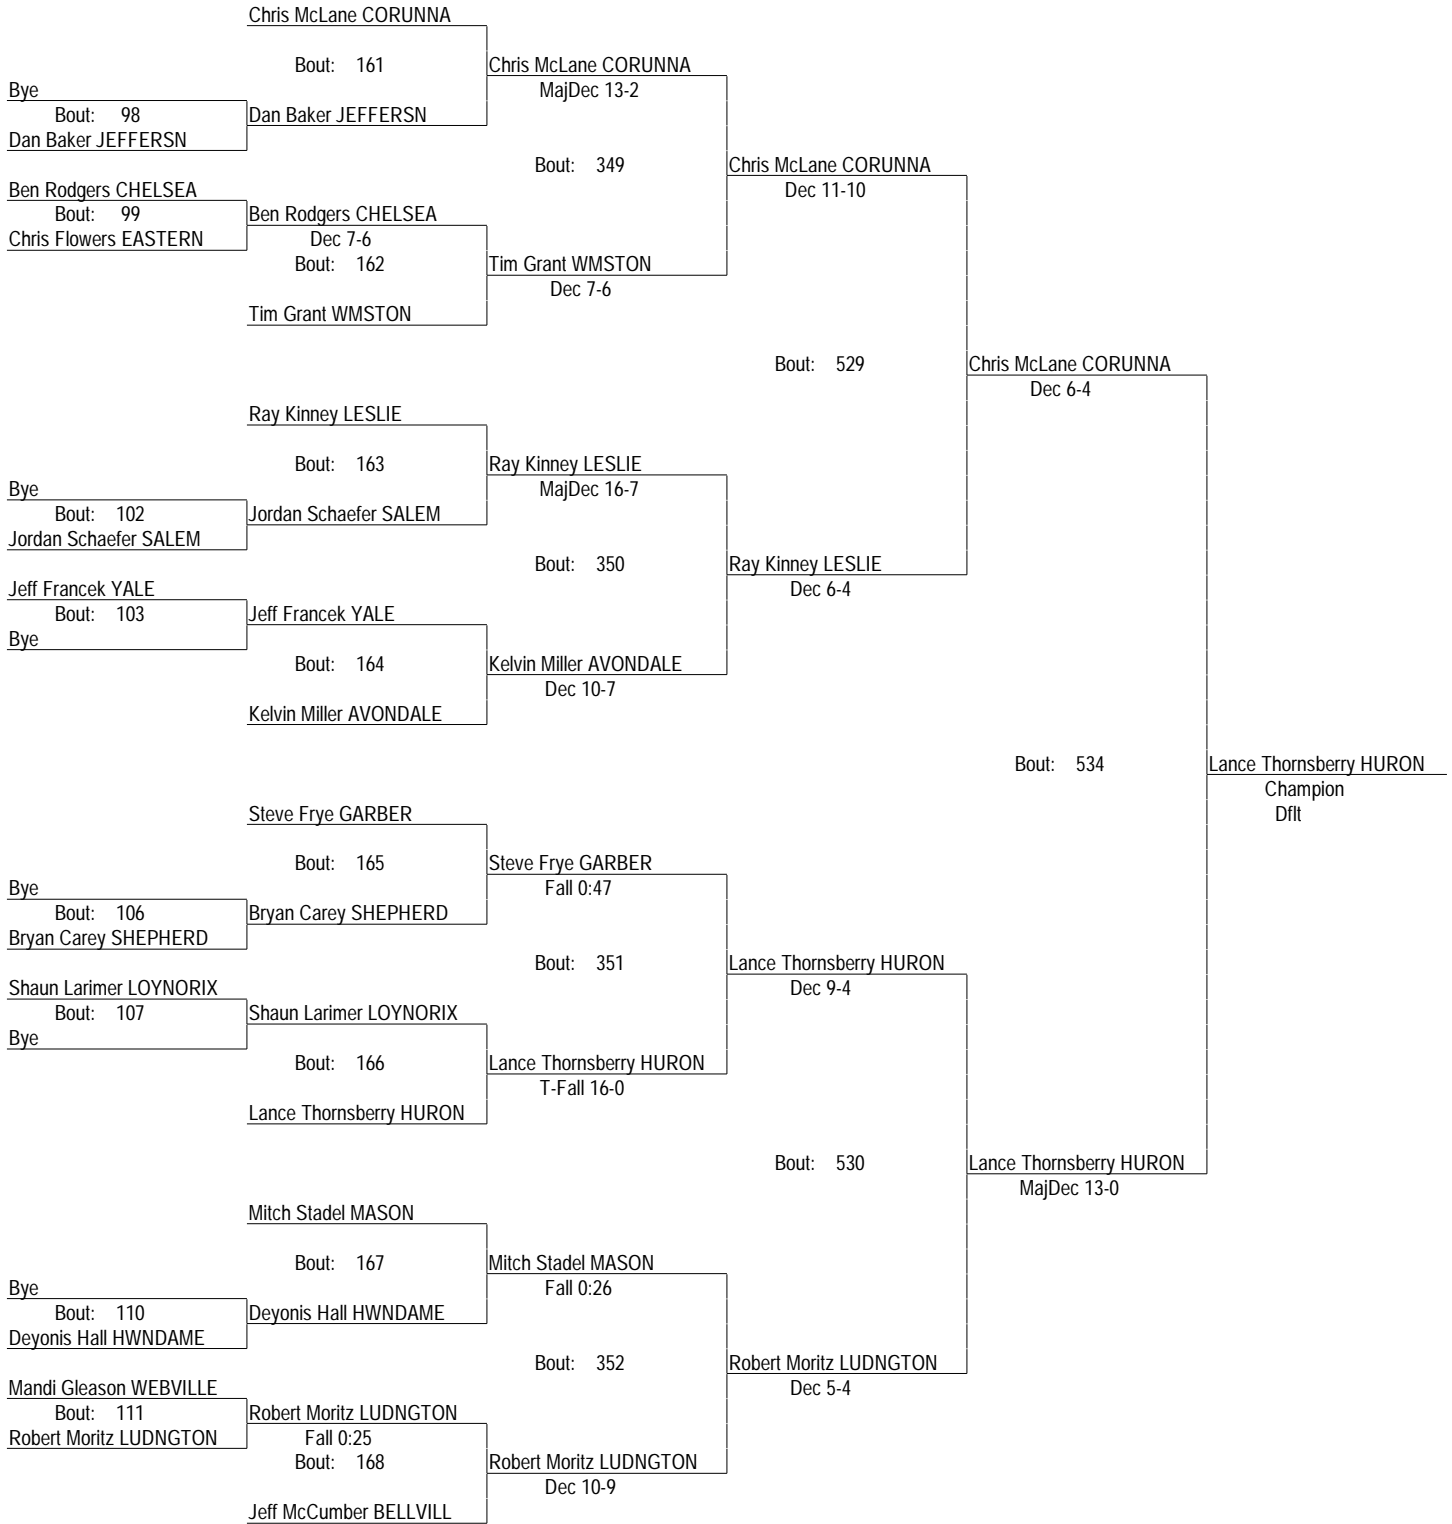 Chris McLane CORUNNA
Bout: 161
Chris McLane CORUNNA
MajDec 13-2
Bye
Bout: 98
Dan Baker JEFFERSN
Dan Baker JEFFERSN
Bout: 349
Chris McLane CORUNNA
Dec 11-10
Ben Rodgers CHELSEA
Bout: 99
Chris Flowers EASTERN
Ben Rodgers CHELSEA
Dec 7-6
Bout: 162
Tim Grant WMSTON
Dec 7-6
Tim Grant WMSTON
Bout: 529
Chris McLane CORUNNA
Dec 6-4
Ray Kinney LESLIE
Bout: 163
Ray Kinney LESLIE
MajDec 16-7
Bye
Bout: 102
Jordan Schaefer SALEM
Jordan Schaefer SALEM
Bout: 350
Ray Kinney LESLIE
Dec 6-4
Jeff Francek YALE
Bout: 103
Bye
Jeff Francek YALE
Bout: 164
Kelvin Miller AVONDALE
Dec 10-7
Kelvin Miller AVONDALE
Bout: 534
Lance Thornsberry HURON
Champion
Dflt
Steve Frye GARBER
Bout: 165
Steve Frye GARBER
Fall 0:47
Bye
Bout: 106
Bryan Carey SHEPHERD
Bryan Carey SHEPHERD
Bout: 351
Lance Thornsberry HURON
Dec 9-4
Shaun Larimer LOYNORIX
Bout: 107
Bye
Shaun Larimer LOYNORIX
Bout: 166
Lance Thornsberry HURON
T-Fall 16-0
Lance Thornsberry HURON
Bout: 530
Lance Thornsberry HURON
MajDec 13-0
Mitch Stadel MASON
Bout: 167
Mitch Stadel MASON
Fall 0:26
Bye
Bout: 110
Deyonis Hall HWNDAME
Deyonis Hall HWNDAME
Bout: 352
Robert Moritz LUDNGTON
Dec 5-4
Mandi Gleason WEBVILLE
Bout: 111
Robert Moritz LUDNGTON
Robert Moritz LUDNGTON
Fall 0:25
Bout: 168
Robert Moritz LUDNGTON
Dec 10-9
Jeff McCumber BELLVILL